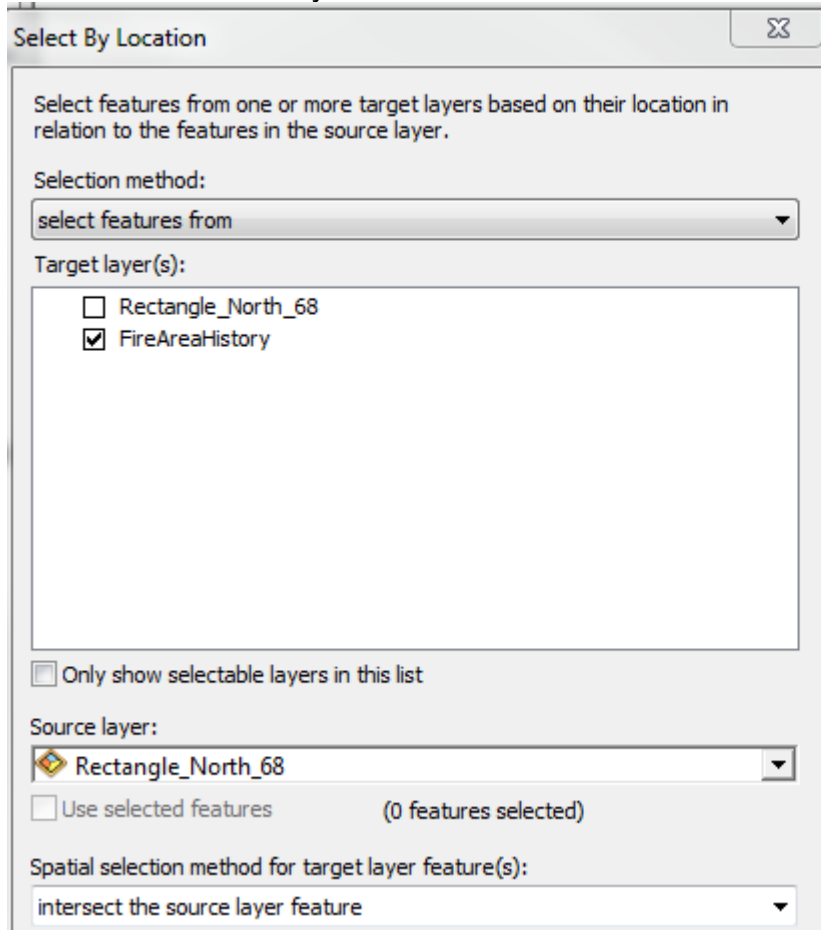 Select By Location
Select features from one or more target layers based on their location in
relation to the features in the source layer.
Selection method:
select features from
Target layer(s):
Rectangle_North_68
FireAreaHistory
Only show selectable layers in this list
Source layer:
Rectangle_North_68
Use selected features (0 features selected)
Spatial selection method for target layer feature(s):
intersect the source layer feature